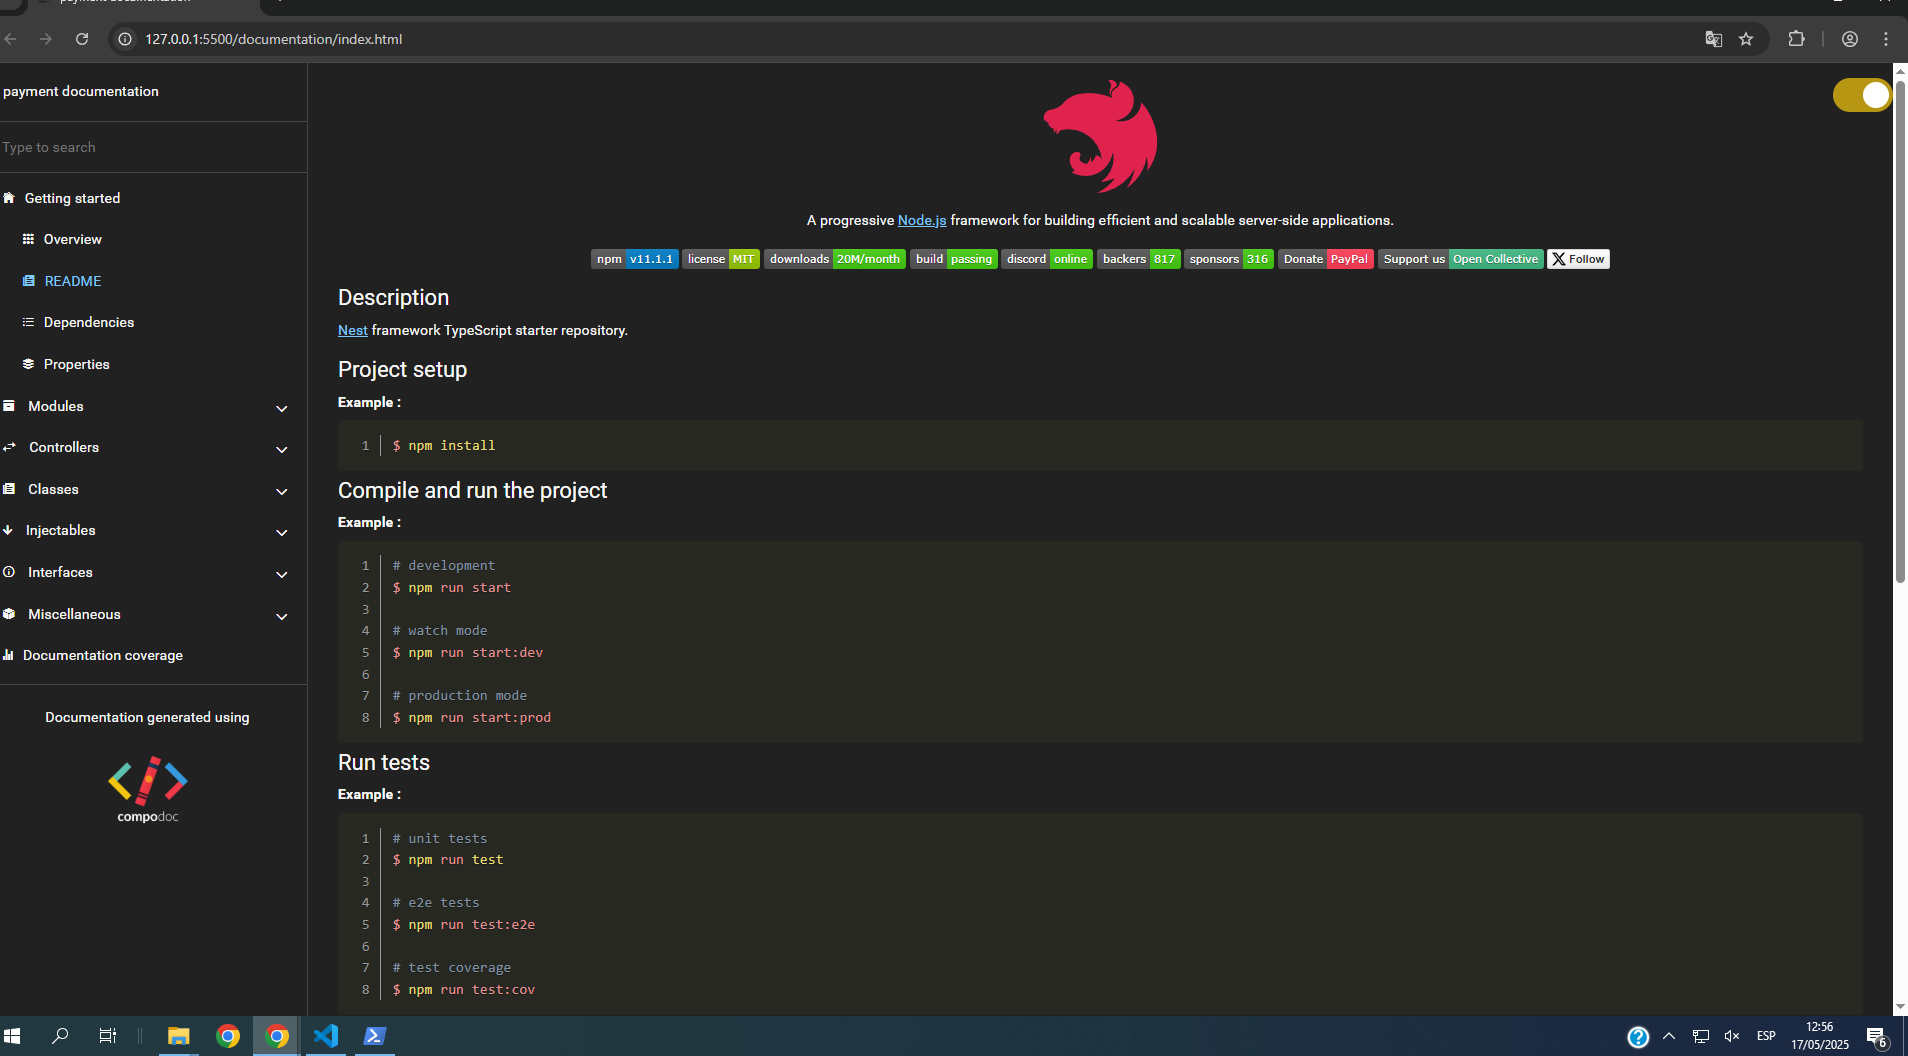 payment documentation
127.0.0.1:5500/documentation/index.html
payment documentation
Type to search
Getting started
Overview
README
Dependencies
Properties
Modules
Controllers
Classes
Injectables
Interfaces
Miscellaneous
Documentation coverage
Documentation generated using
compodoc
A progressive Node.js framework for building efficient and scalable server-side applications.
npm v11.1.1 license MIT downloads 20M/month build passing discord online backers 817 sponsors 316 Donate PayPal Support us Open Collective X Follow
Description
Nest framework TypeScript starter repository.
Project setup
Example :
1 $ npm install
Compile and run the project
Example :
1 # development
2 $ npm run start
3
4 # watch mode
5 $ npm run start:dev
6
7 # production mode
8 $ npm run start:prod
Run tests
Example :
1 # unit tests
2 $ npm run test
3
4 # e2e tests
5 $ npm run test:e2e
6
7 # test coverage
8 $ npm run test:cov
ESP
12:56
17/05/2025
6